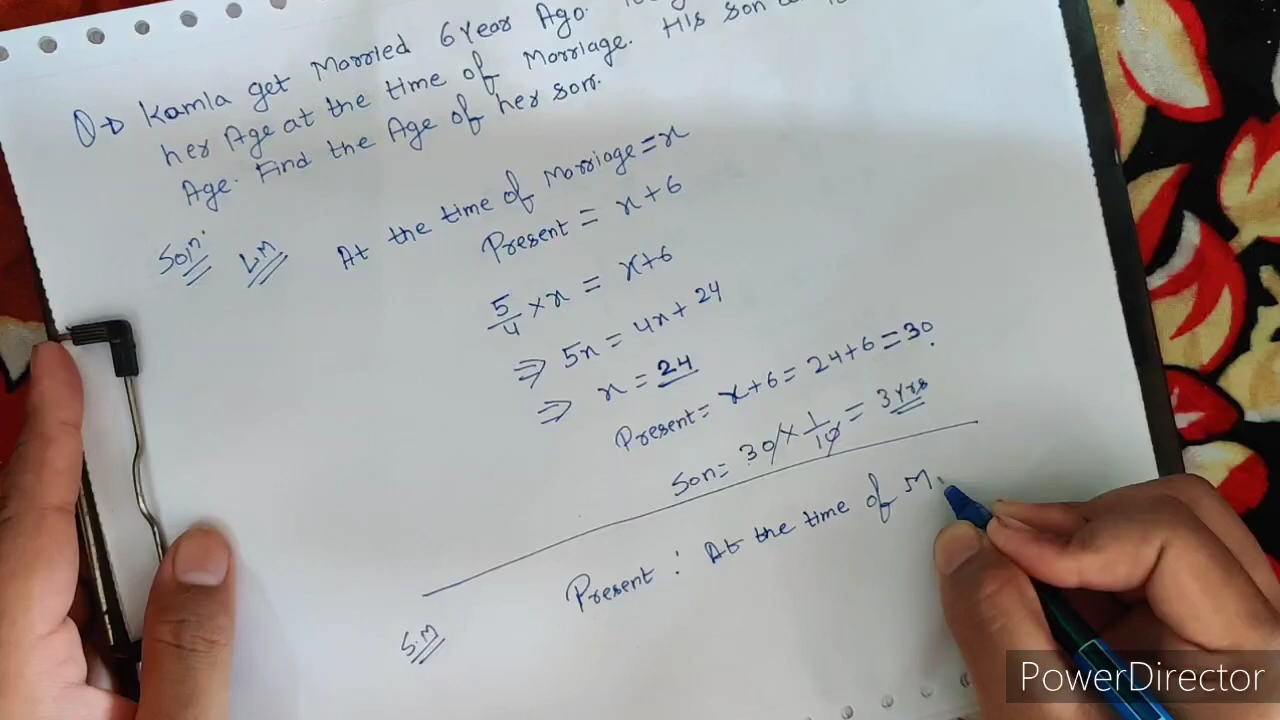 Q→ Kamla get Married 6 Year Ago.
her Age at the time of Marriage. His son
Age. Find the Age of her son.
Soln. L.M At the time of Marriage = x
Present = x+6
5/4 × x = x+6
⇒ 5x = 4x + 24
⇒ x = 24
Present = x+6 = 24+6 = 30.
Son = 30 × 1/10 = 3 yrs
Present : At the time of M.
S.M
PowerDirector